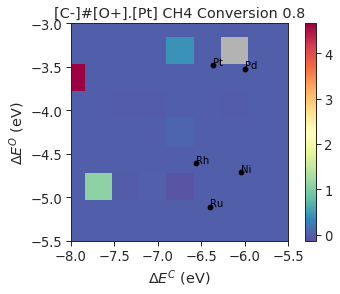 [C-]#[O+].[Pt] CH4 Conversion 0.8
−3.0
−3.5
−4.0
−4.5
−5.0
−5.5
ΔE^O (eV)
Pt
Pd
Rh
Ni
Ru
−8.0 −7.5 −7.0 −6.5 −6.0 −5.5
ΔE^C (eV)
4
3
2
1
0